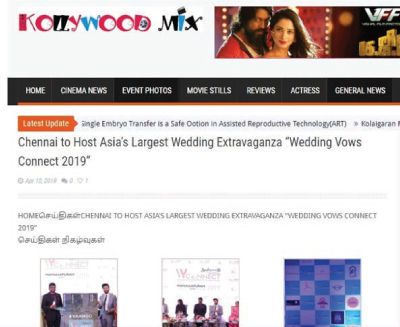 KOLLYWOOD MIX
VFF
HOME CINEMA NEWS EVENT PHOTOS MOVIE STILLS REVIEWS ACTRESS GENERAL NEWS
Latest Update Single Embryo Transfer is a Safe Option In Assisted Reproductive Technology(ART) » Kolaigaran M
Chennai to Host Asia's Largest Wedding Extravaganza “Wedding Vows
Connect 2019”
Apr 10, 2019 0 1
HOMEசெய்திகள்CHENNAI TO HOST ASIA'S LARGEST WEDDING EXTRAVAGANZA “WEDDING VOWS CONNECT
2019”
செய்திகள் நிகழ்வுகள்